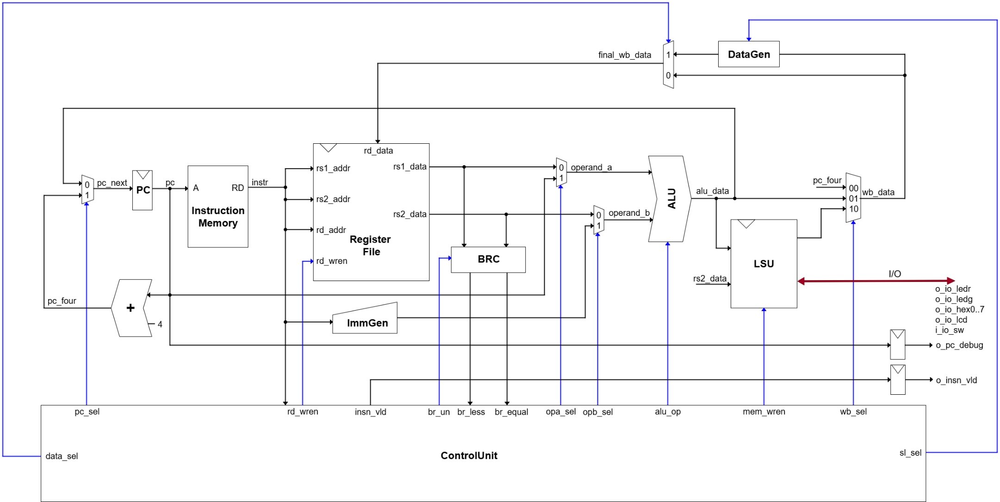 DataGen
final_wb_data
1
0
rd_data
rs1_addr
rs1_data
0
operand_a
1
pc_next
0
1
PC
pc
A
RD
instr
Instruction
Memory
rs2_addr
rs2_data
rd_addr
Register
File
rd_wren
0
operand_b
1
ALU
alu_data
pc_four
00
01
10
wb_data
BRC
LSU
rs2_data
I/O
o_io_ledr
o_io_ledg
o_io_hex0..7
o_io_lcd
i_io_sw
pc_four
+
4
ImmGen
o_pc_debug
o_insn_vld
pc_sel
rd_wren
insn_vld
br_un
br_less
br_equal
opa_sel
opb_sel
alu_op
mem_wren
wb_sel
data_sel
ControlUnit
sl_sel